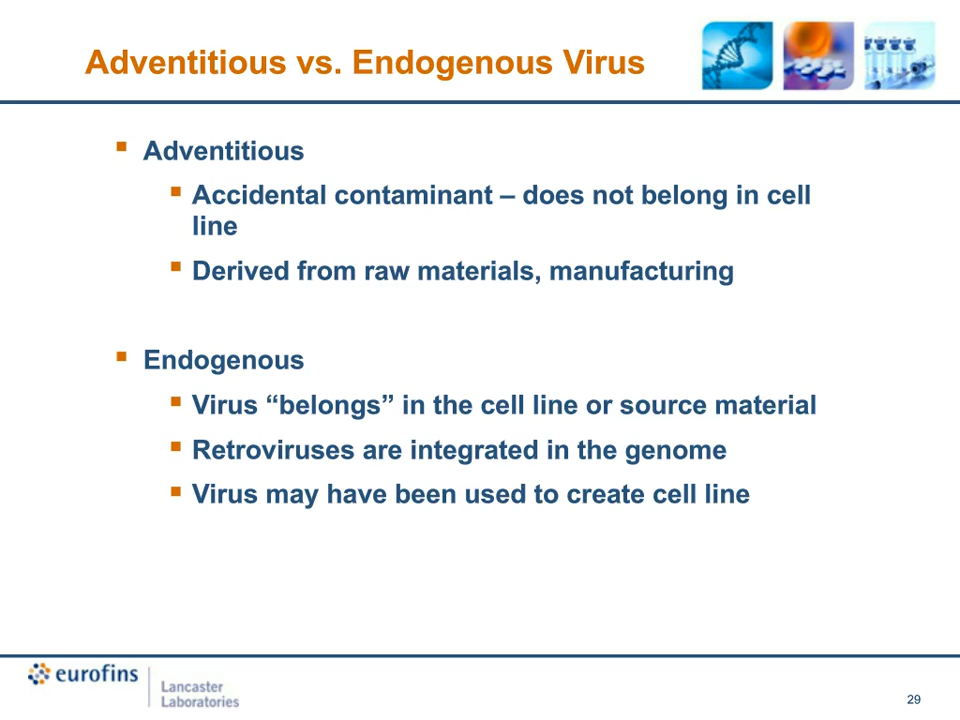 Adventitious vs. Endogenous Virus
Adventitious
Accidental contaminant – does not belong in cell
line
Derived from raw materials, manufacturing
Endogenous
Virus “belongs” in the cell line or source material
Retroviruses are integrated in the genome
Virus may have been used to create cell line
eurofins
Lancaster
Laboratories
29